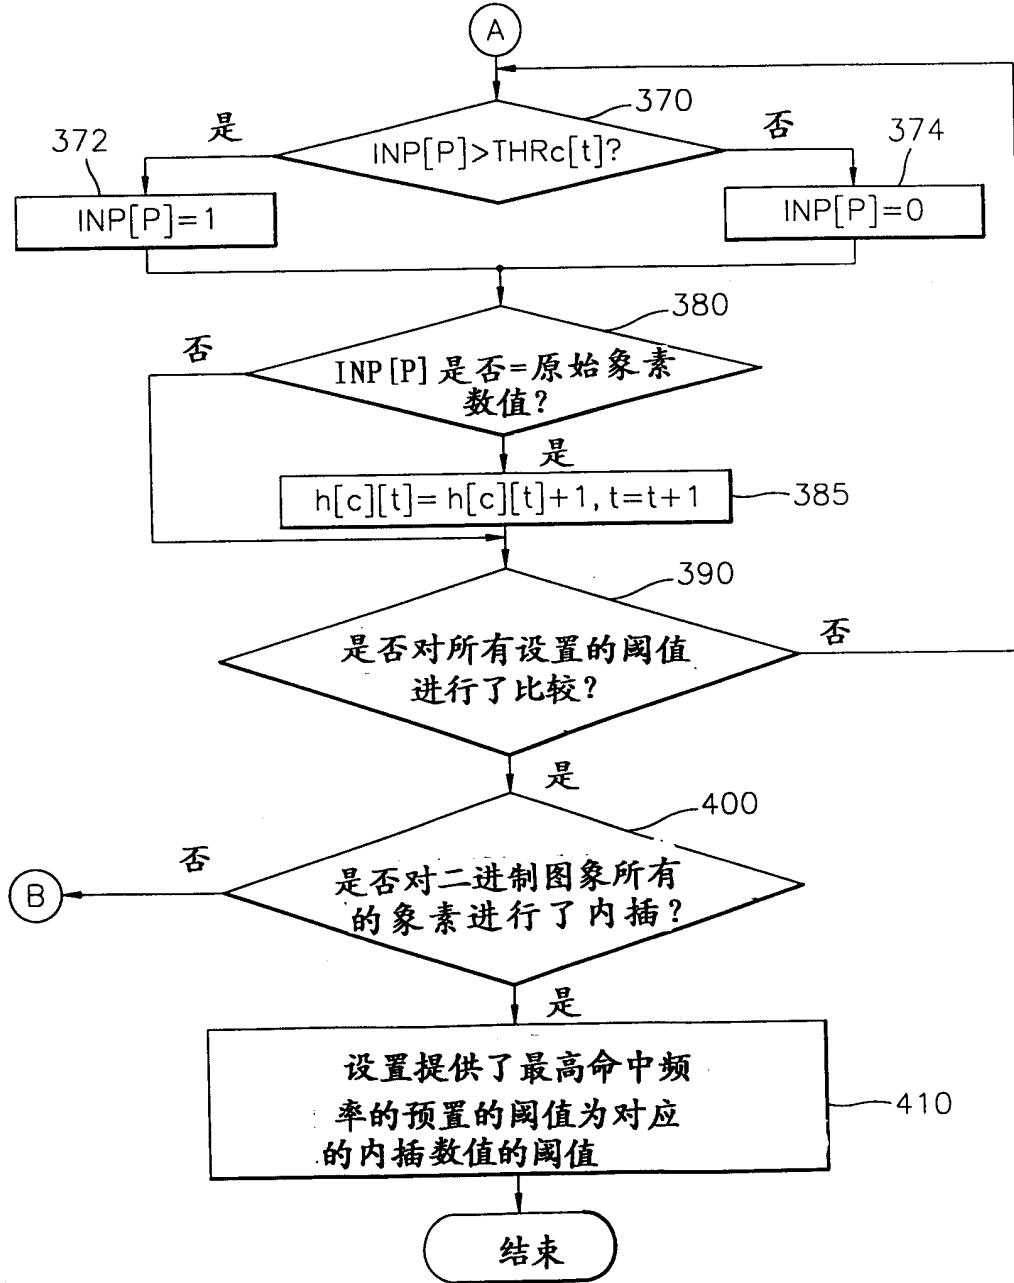 A
370
是
否
372
374
INP[P]>THRc[t]?
INP[P]=1
INP[P]=0
380
否
INP[P]是否=原始象素
数值?
是
h[c][t]=h[c][t]+1,t=t+1
385
390
否
是否对所有设置的阈值
进行了比较?
是
400
否
B
是否对二进制图象所有
的象素进行了内插?
是
设置提供了最高命中频
率的预置的阈值为对应
的内插数值的阈值
410
结束